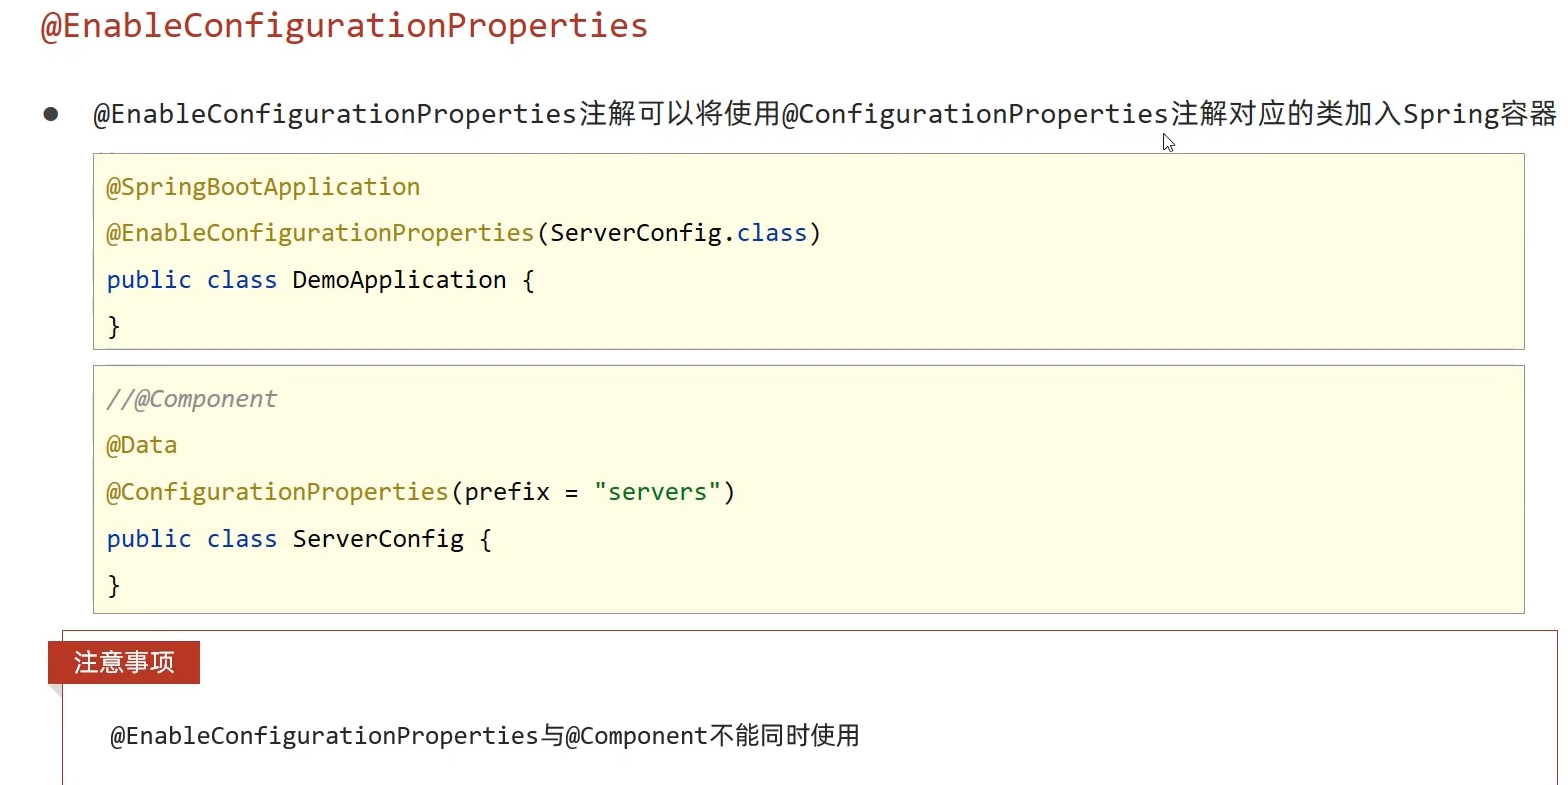 @EnableConfigurationProperties
● @EnableConfigurationProperties注解可以将使用@ConfigurationProperties注解对应的类加入Spring容器
@SpringBootApplication
@EnableConfigurationProperties(ServerConfig.class)
public class DemoApplication {
}
//@Component
@Data
@ConfigurationProperties(prefix = "servers")
public class ServerConfig {
}
注意事项
@EnableConfigurationProperties与@Component不能同时使用